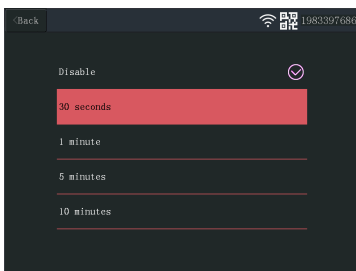 <Back
1983397686
Disable
30 seconds
1 minute
5 minutes
10 minutes